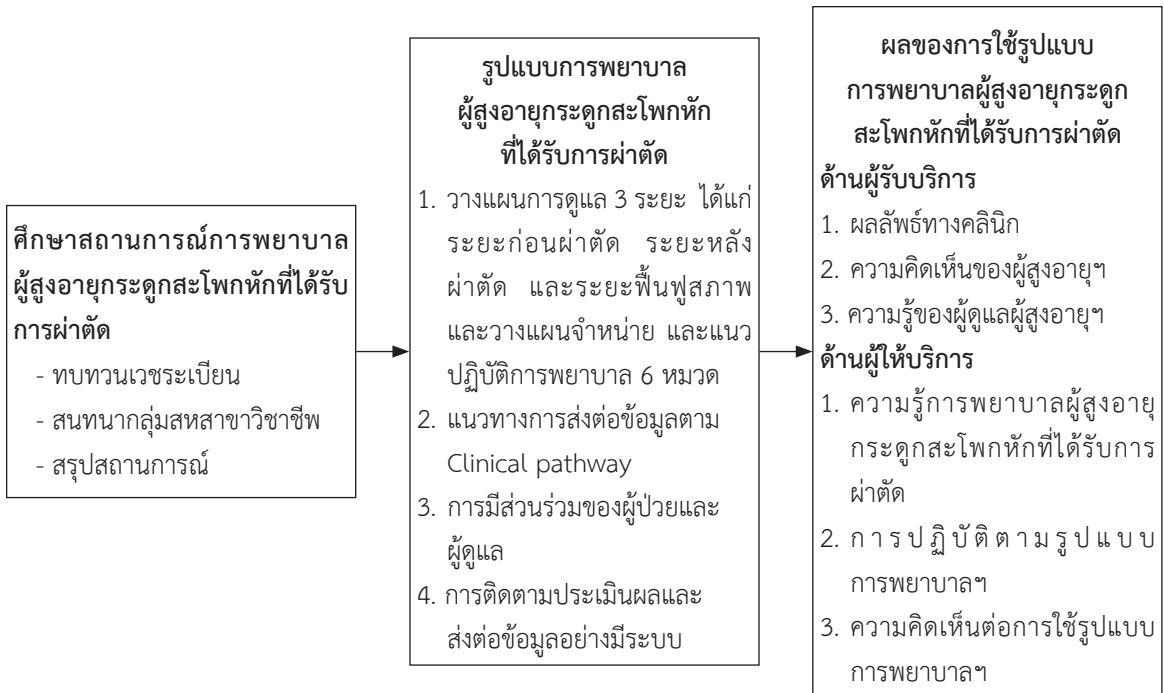 ศึกษาสถานการณ์การพยาบาล
ผู้สูงอายุกระดูกสะโพกหักที่ได้รับ
การผ่าตัด
- ทบทวนเวชระเบียน
- สนทนากลุ่มสหสาขาวิชาชีพ
- สรุปสถานการณ์
รูปแบบการพยาบาล
ผู้สูงอายุกระดูกสะโพกหัก
ที่ได้รับการผ่าตัด
1. วางแผนการดูแล 3 ระยะ ได้แก่
ระยะก่อนผ่าตัด ระยะหลัง
ผ่าตัด และระยะฟื้นฟูสภาพ
และวางแผนจำหน่าย และแนว
ปฏิบัติการพยาบาล 6 หมวด
2. แนวทางการส่งต่อข้อมูลตาม
Clinical pathway
3. การมีส่วนร่วมของผู้ป่วยและ
ผู้ดูแล
4. การติดตามประเมินผลและ
ส่งต่อข้อมูลอย่างมีระบบ
ผลของการใช้รูปแบบ
การพยาบาลผู้สูงอายุกระดูก
สะโพกหักที่ได้รับการผ่าตัด
ด้านผู้รับบริการ
1. ผลลัพธ์ทางคลินิก
2. ความคิดเห็นของผู้สูงอายุฯ
3. ความรู้ของผู้ดูแลผู้สูงอายุฯ
ด้านผู้ให้บริการ
1. ความรู้การพยาบาลผู้สูงอายุ
กระดูกสะโพกหักที่ได้รับการ
ผ่าตัด
2. การปฏิบัติตามรูปแบบ
การพยาบาลฯ
3. ความคิดเห็นต่อการใช้รูปแบบ
การพยาบาลฯ